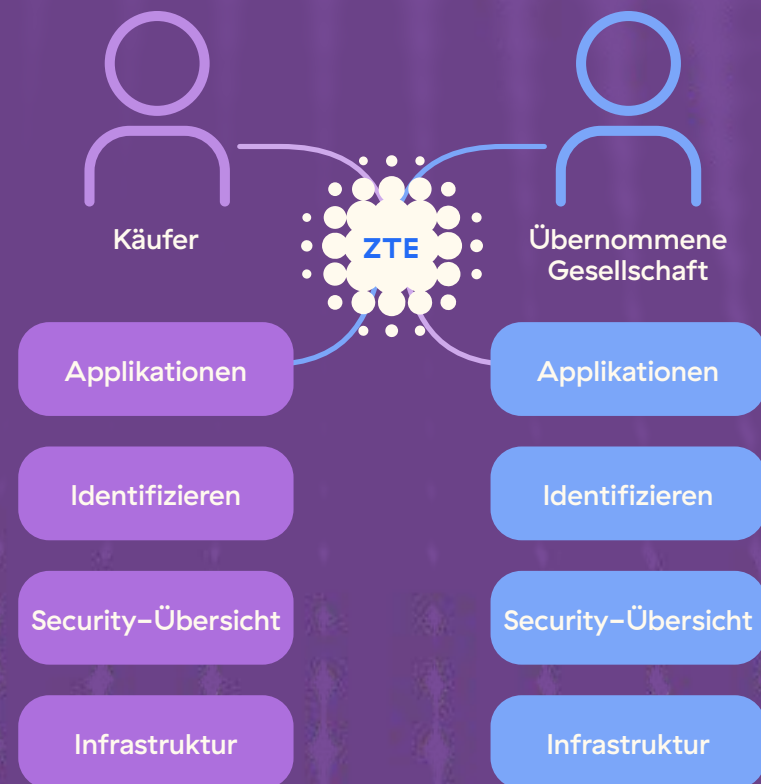 ZTE
Käufer
Übernommene
Gesellschaft
Applikationen
Applikationen
Identifizieren
Identifizieren
Security-Übersicht
Security-Übersicht
Infrastruktur
Infrastruktur